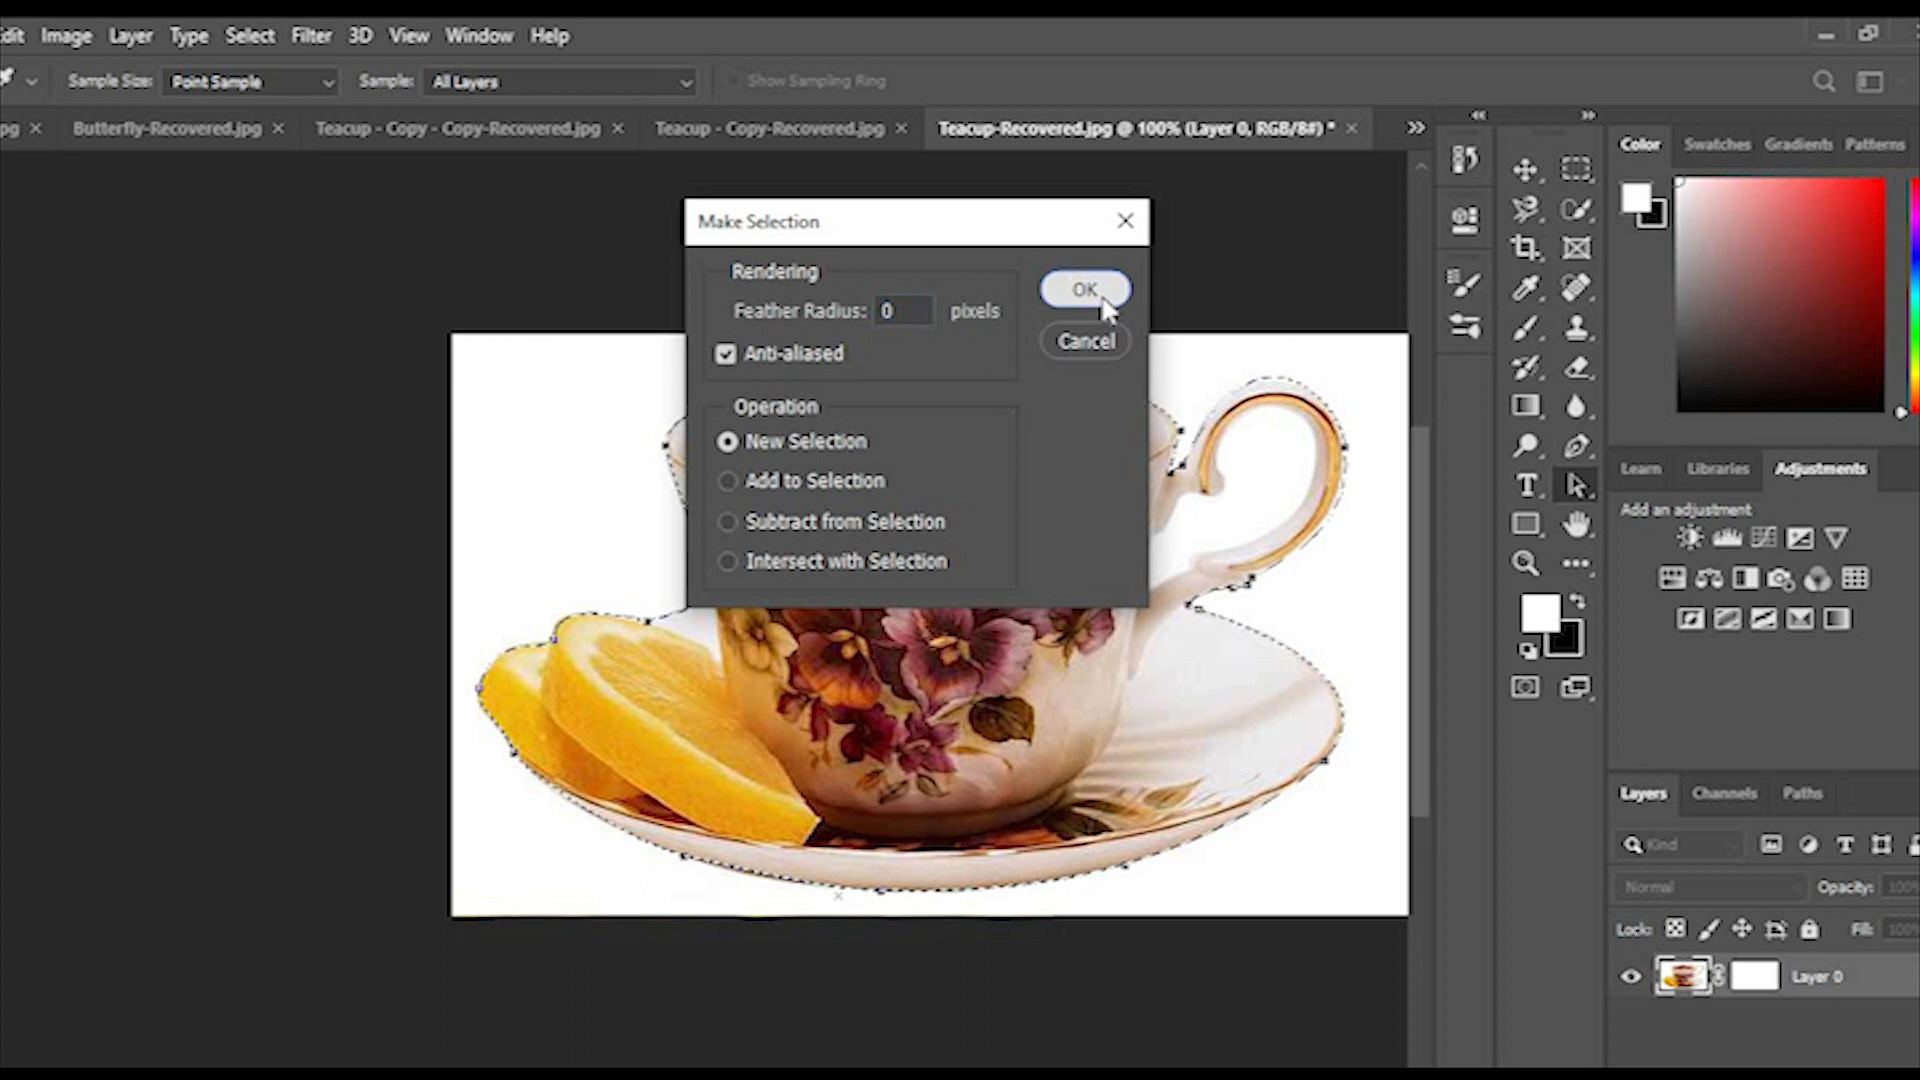 Edit Image Layer Type Select Filter 3D View Window Help
Sample Size: Point Sample Sample: All Layers Show Sampling Ring
pg × Butterfly-Recovered.jpg × Teacup - Copy - Copy-Recovered.jpg × Teacup - Copy-Recovered.jpg × Teacup-Recovered.jpg @ 100% (Layer 0, RGB/8#) * ×
Color Swatches Gradients Patterns
Make Selection
Rendering
Feather Radius: 0 pixels
Anti-aliased
OK
Cancel
Operation
New Selection
Add to Selection
Subtract from Selection
Intersect with Selection
Learn Libraries Adjustments
Add an adjustment
Layers Channels Paths
Kind
Normal Opacity: 100%
Lock: Fill: 100%
Layer 0